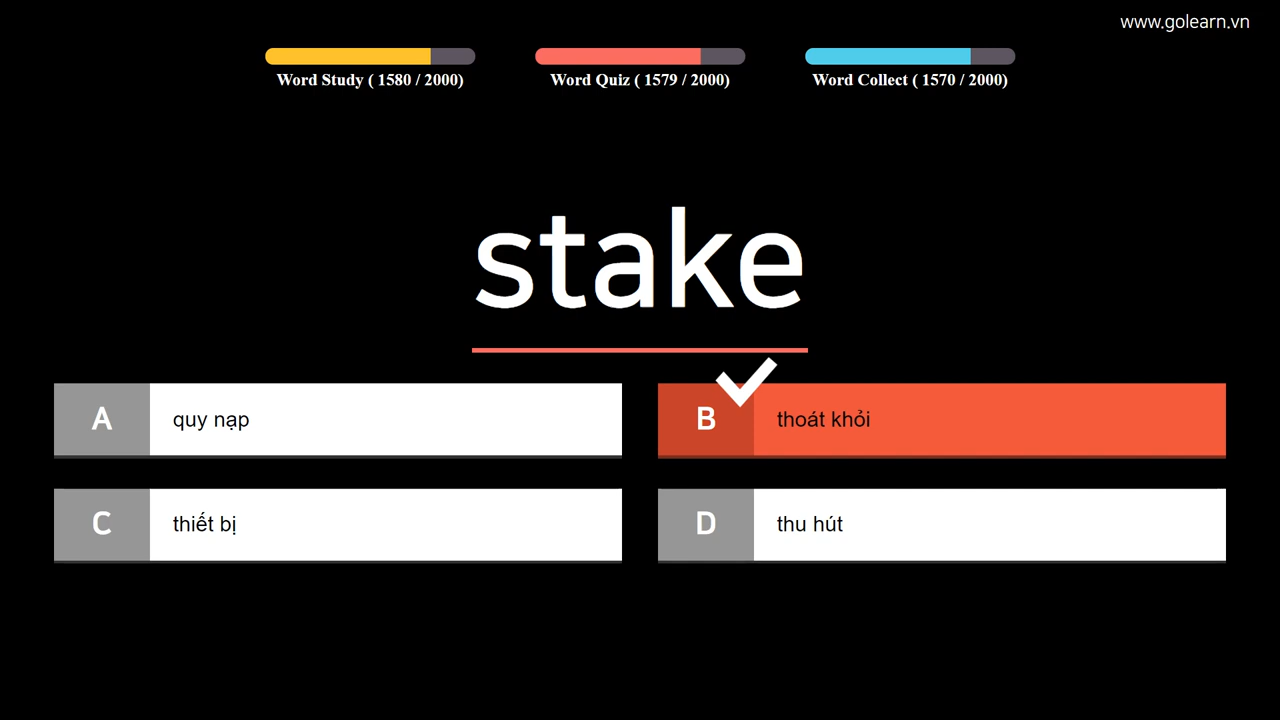 www.golearn.vn
Word Study ( 1580 / 2000)
Word Quiz ( 1579 / 2000)
Word Collect ( 1570 / 2000)
stake
A quy nạp
B thoát khỏi
C thiết bị
D thu hút